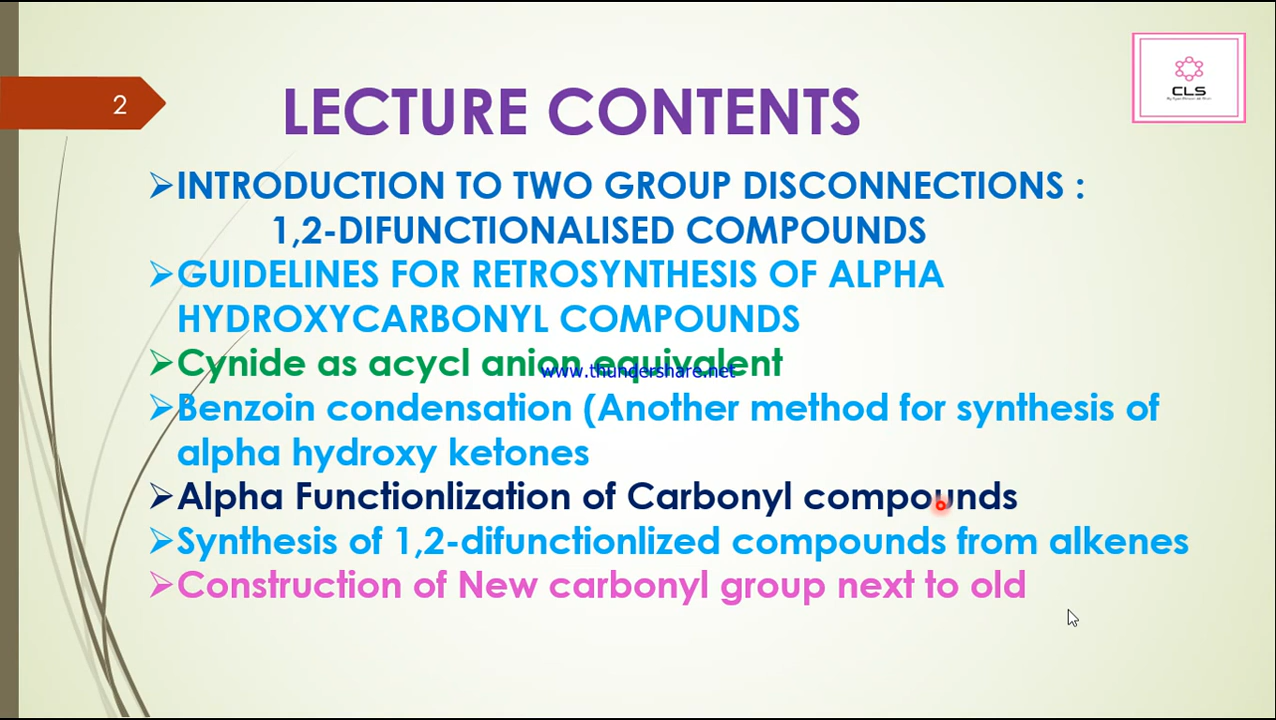 2
LECTURE CONTENTS
CLS
➢INTRODUCTION TO TWO GROUP DISCONNECTIONS :
1,2-DIFUNCTIONALISED COMPOUNDS
➢GUIDELINES FOR RETROSYNTHESIS OF ALPHA
HYDROXYCARBONYL COMPOUNDS
➢Cynide as acycl anion equivalent
www.thundershare.net
➢Benzoin condensation (Another method for synthesis of
alpha hydroxy ketones
➢Alpha Functionlization of Carbonyl compounds
➢Synthesis of 1,2-difunctionlized compounds from alkenes
➢Construction of New carbonyl group next to old